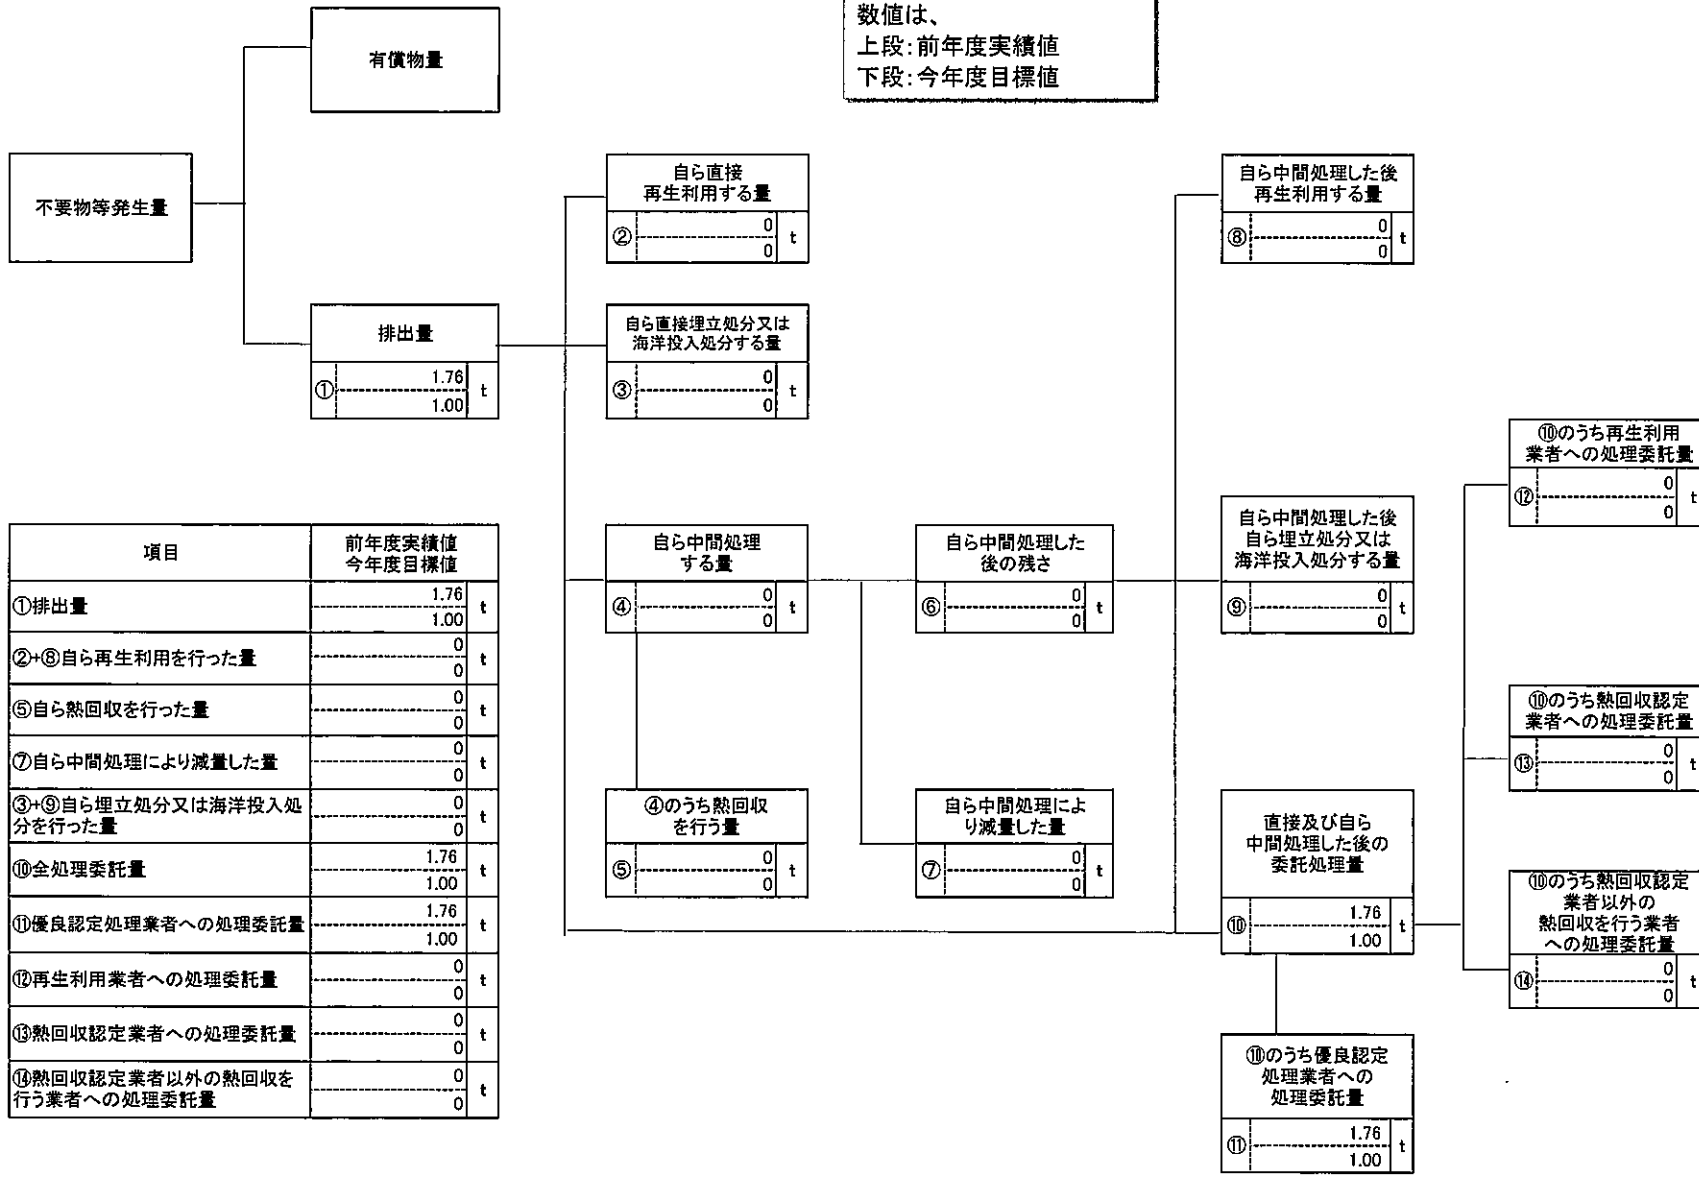 数値は、
上段:前年度実績値
下段:今年度目標値
有償物量
不要物等発生量
排出量
① 1.76 t
1.00
自ら直接
再生利用する量
② 0 t
0
自ら直接埋立処分又は
海洋投入処分する量
③ 0 t
0
自ら中間処理
する量
④ 0 t
0
④のうち熱回収
を行う量
⑤ 0 t
0
自ら中間処理した
後の残さ
⑥ 0 t
0
自ら中間処理によ
り減量した量
⑦ 0 t
0
自ら中間処理した後
再生利用する量
⑧ 0 t
0
自ら中間処理した後
自ら埋立処分又は
海洋投入処分する量
⑨ 0 t
0
直接及び自ら
中間処理した後の
委託処理量
⑩ 1.76 t
1.00
⑩のうち優良認定
処理業者への
処理委託量
⑪ 1.76 t
1.00
⑩のうち再生利用
業者への処理委託量
⑫ 0 t
0
⑩のうち熱回収認定
業者への処理委託量
⑬ 0 t
0
⑩のうち熱回収認定
業者以外の
熱回収を行う業者
への処理委託量
⑭ 0 t
0
項目 前年度実績値
今年度目標値
①排出量 1.76 t
1.00
②+⑧自ら再生利用を行った量 0 t
0
⑤自ら熱回収を行った量 0 t
0
⑦自ら中間処理により減量した量 0 t
0
③+⑨自ら埋立処分又は海洋投入処 0 t
分を行った量 0
⑩全処理委託量 1.76 t
1.00
⑪優良認定処理業者への処理委託量 1.76 t
1.00
⑫再生利用業者への処理委託量 0 t
0
⑬熱回収認定業者への処理委託量 0 t
0
⑭熱回収認定業者以外の熱回収を 0 t
行う業者への処理委託量 0